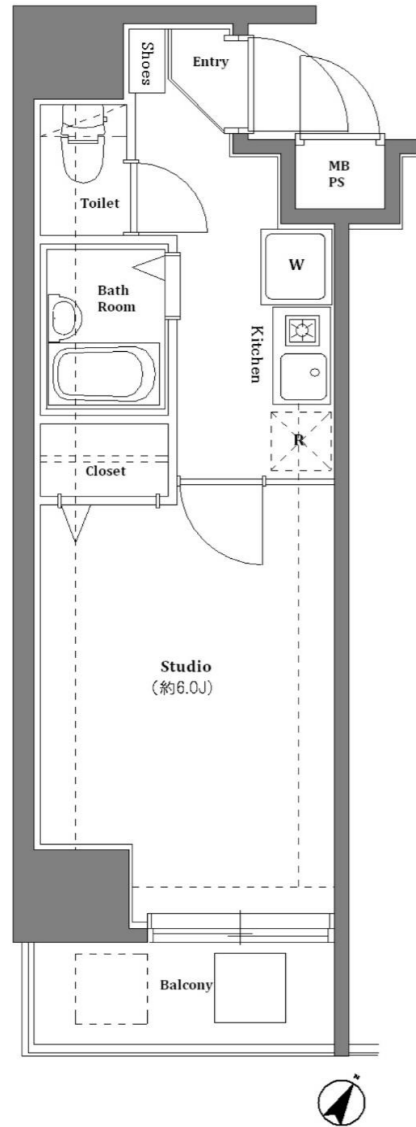 Shoes
Entry
MB
PS
Toilet
W
Bath
Room
Kitchen
R
Closet
Studio
(約6.0J)
Balcony
N